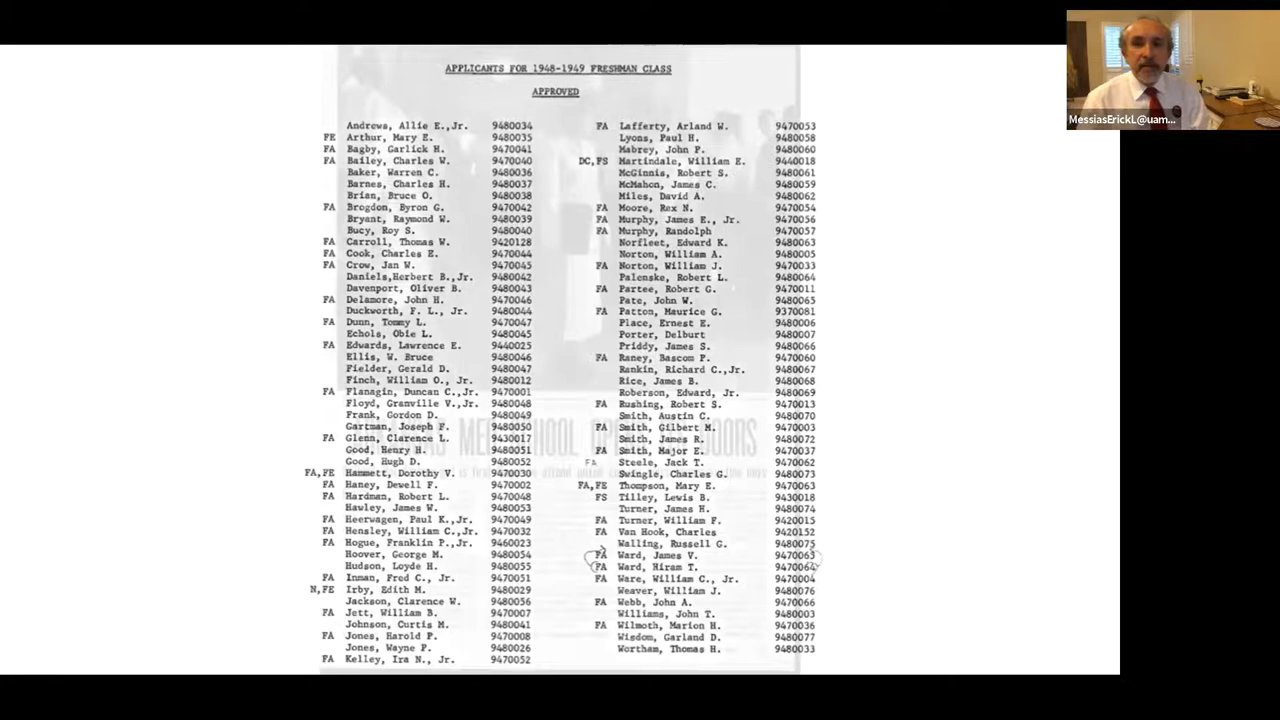 APPLICANTS FOR 1948-1949 FRESHMAN CLASS
APPROVED
Andrews, Allie E.,Jr. 9480034
FE Arthur, Mary E. 9480035
FA Bagby, Garlick H. 9470041
FA Bailey, Charles W. 9470040
Baker, Warren C. 9480036
Barnes, Charles H. 9480037
Brian, Bruce O. 9480038
FA Brogdon, Byron G. 9470042
Bryant, Raymond W. 9480039
Bucy, Roy S. 9480040
FA Carroll, Thomas W. 9420128
FA Cook, Charles E. 9470044
FA Crow, Jan W. 9470045
Daniels,Herbert B.,Jr. 9480042
Davenport, Oliver B. 9480043
FA Delamore, John H. 9470046
Duckworth, F. L., Jr. 9480044
FA Dunn, Tommy L. 9470047
Echols, Obie L. 9480045
FA Edwards, Lawrence E. 9440025
Ellis, W. Bruce 9480046
Fielder, Gerald D. 9480047
Finch, William O., Jr. 9480012
FA Flanagin, Duncan C.,Jr. 9470001
Floyd, Granville V.,Jr. 9480048
Frank, Gordon D. 9480049
Gartman, Joseph F. 9480050
FA Glenn, Clarence L. 9430017
Good, Henry H. 9480051
Good, Hugh D. 9480052
FA,FE Hammett, Dorothy V. 9470030
FA Haney, Dewell F. 9470002
FA Hardman, Robert L. 9470048
Hawley, James W. 9480053
FA Heerwagen, Paul K.,Jr. 9470049
FA Hensley, William C.,Jr. 9470032
FA Hogue, Franklin P.,Jr. 9460023
Hoover, George M. 9480054
Hudson, Loyde H. 9480055
FA Inman, Fred C., Jr. 9470051
N,FE Irby, Edith M. 9480029
Jackson, Clarence W. 9480056
FA Jett, William B. 9470007
Johnson, Curtis M. 9480041
FA Jones, Harold P. 9470008
Jones, Wayne P. 9480026
FA Kelley, Ira N., Jr. 9470052
FA Lafferty, Arland W. 9470053
Lyons, Paul H. 9480058
Mabrey, John P. 9480060
DC,FS Martindale, William E. 9440018
McGinnis, Robert S. 9480061
McMahon, James C. 9480059
Miles, David A. 9480062
FA Moore, Rex N. 9470054
FA Murphy, James E., Jr. 9470056
FA Murphy, Randolph 9470057
Norfleet, Edward K. 9480063
Norton, William A. 9480005
FA Norton, William J. 9470033
Palenske, Robert L. 9480064
FA Partee, Robert G. 9470011
Pate, John W. 9480065
FA Patton, Maurice G. 9370081
Place, Ernest E. 9480006
Porter, Delburt 9480007
Priddy, James S. 9480066
FA Raney, Bascom P. 9470060
Rankin, Richard C.,Jr. 9480067
Rice, James B. 9480068
Roberson, Edward, Jr. 9480069
FA Rushing, Robert S. 9470013
Smith, Austin C. 9480070
FA Smith, Gilbert M. 9470003
Smith, James R. 9480072
FA Smith, Major E. 9470037
FA Steele, Jack T. 9470062
Swingle, Charles G. 9480073
FA,FE Thompson, Mary E. 9470063
FS Tilley, Lewis B. 9430018
Turner, James H. 9480074
FA Turner, William F. 9420015
FA Van Hook, Charles 9420152
Walling, Russell G. 9480075
FA Ward, James V. 9470065
FA Ward, Hiram T. 9470064
FA Ware, William C., Jr. 9470004
Weaver, William J. 9480076
FA Webb, John A. 9470066
Williams, John T. 9480003
FA Wilmoth, Marion H. 9470036
Wisdom, Garland D. 9480077
Wortham, Thomas H. 9480033
MessiasErickL@uam...